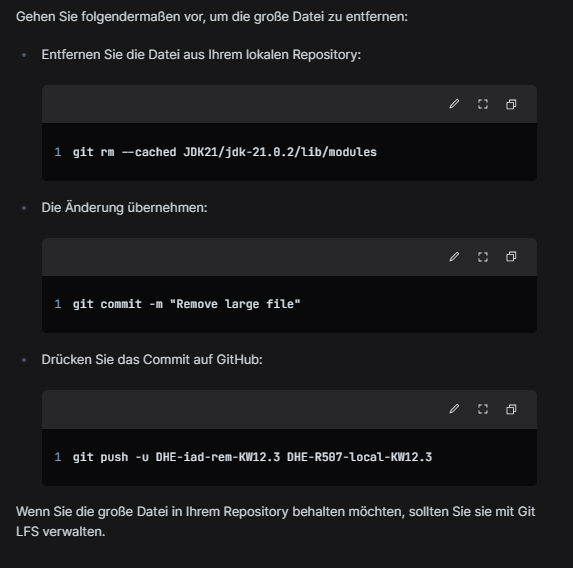 Gehen Sie folgendermaßen vor, um die große Datei zu entfernen:
Entfernen Sie die Datei aus Ihrem lokalen Repository:
1 git rm --cached JDK21/jdk-21.0.2/lib/modules
Die Änderung übernehmen:
1 git commit -m "Remove large file"
Drücken Sie das Commit auf GitHub:
1 git push -u DHE-iad-rem-KW12.3 DHE-R507-local-KW12.3
Wenn Sie die große Datei in Ihrem Repository behalten möchten, sollten Sie sie mit Git
LFS verwalten.